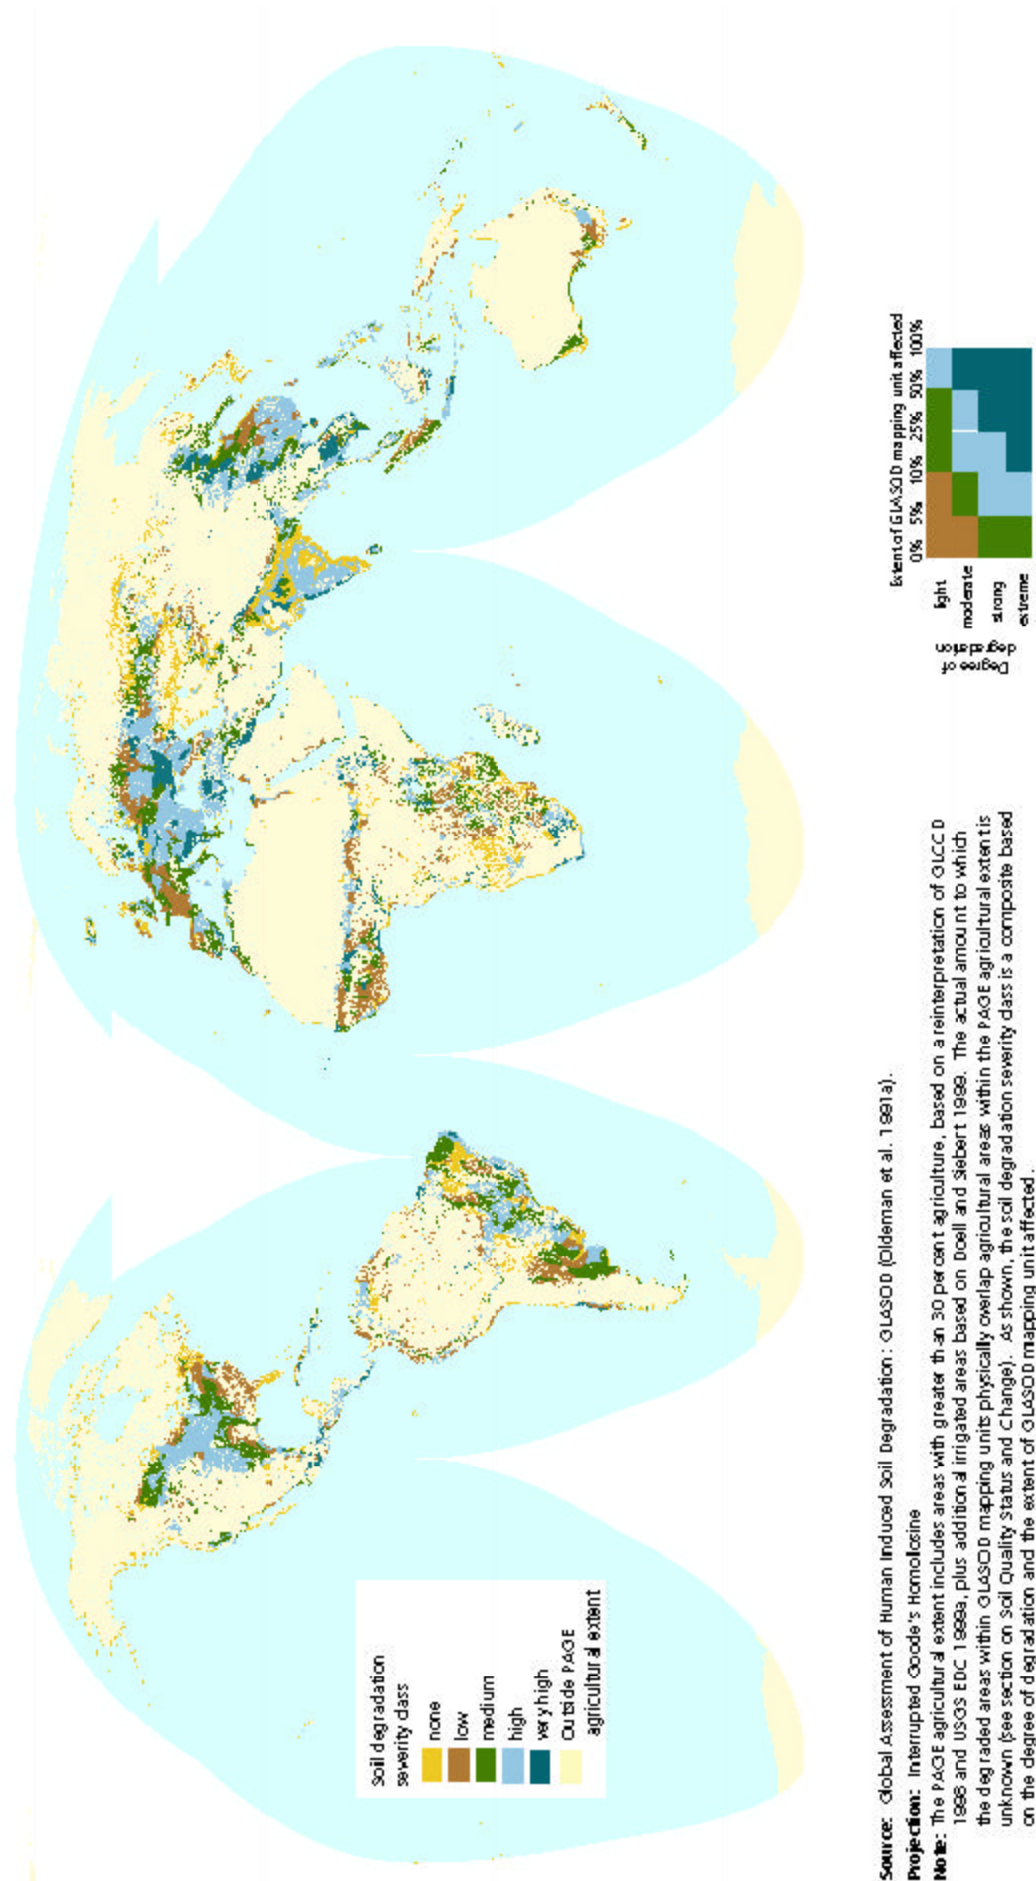 Soil degradation
severity class
none
low
medium
high
very high
Outside PAGE
agricultural extent
Extent of GLASOD mapping unit affected
0% 5% 10% 25% 50% 100%
Degree of
degradation
light
moderate
strong
extreme
Source: Global Assessment of Human Induced Soil Degradation: GLASOD (Oldeman et al. 1991a).
Projection: Interrupted Goode's Homolosine
Note: The PAGE agricultural extent includes areas with greater than 30 percent agriculture, based on a reinterpretation of GLCCD
1998 and USGS EDC 1999a, plus additional irrigated areas based on Doell and Siebert 1999. The actual amount to which
the degraded areas within GLASOD mapping units physically overlap agricultural areas within the PAGE agricultural extent is
unknown (see section on Soil Quality Status and Change). As shown, the soil degradation severity class is a composite based
on the degree of degradation and the extent of GLASOD mapping unit affected.